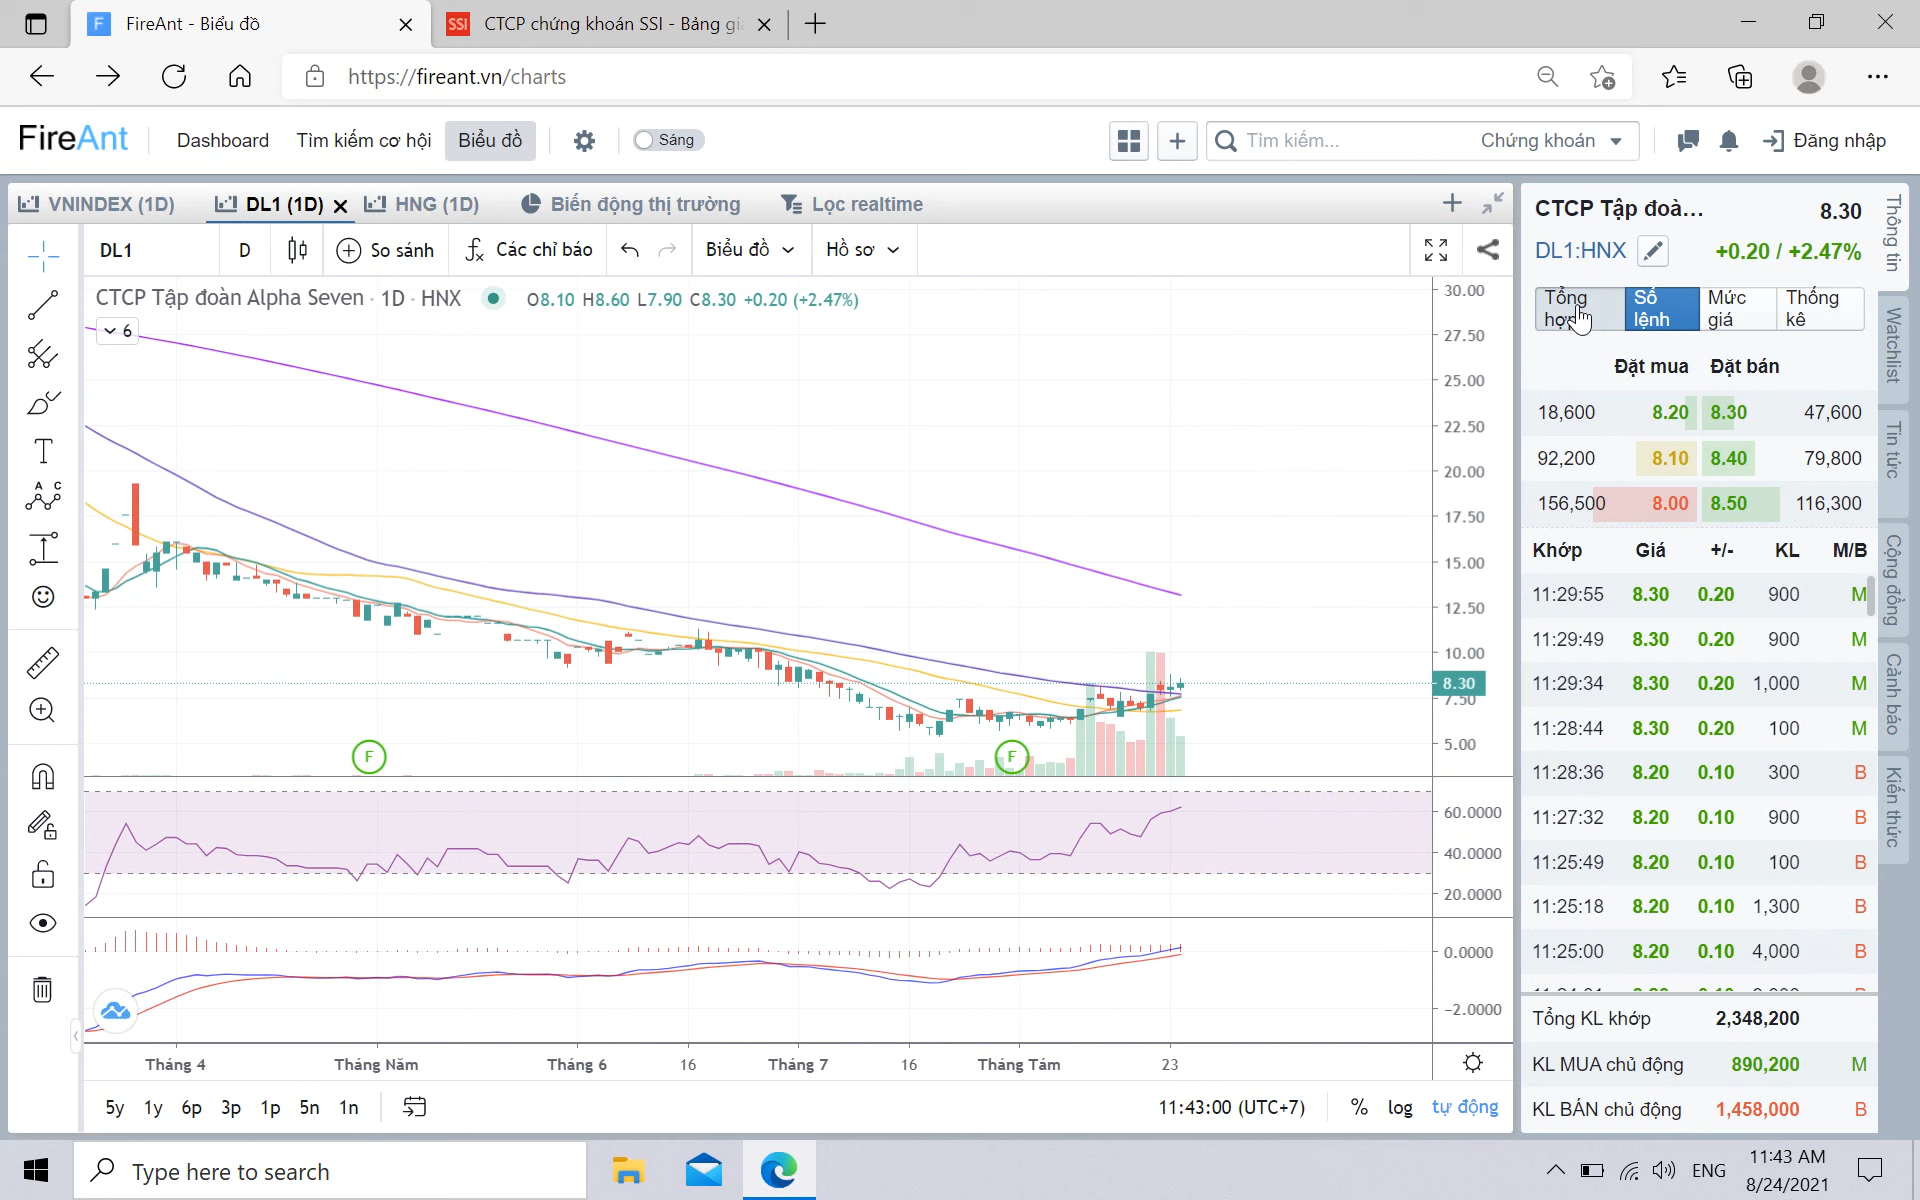 FireAnt - Biểu đồ
SSI CTCP chứng khoán SSI - Bảng gi
https://fireant.vn/charts
FireAnt
Dashboard
Tìm kiếm cơ hội
Biểu đồ
Sáng
Tìm kiếm...
Chứng khoán
Đăng nhập
VNINDEX (1D)
DL1 (1D)
HNG (1D)
Biến động thị trường
Lọc realtime
DL1
D
So sánh
Các chỉ báo
Biểu đồ
Hồ sơ
CTCP Tập đoàn Alpha Seven · 1D · HNX
O8.10 H8.60 L7.90 C8.30 +0.20 (+2.47%)
6
30.00
27.50
25.00
22.50
20.00
17.50
15.00
12.50
10.00
8.30
7.50
5.00
F
F
60.0000
40.0000
20.0000
0.0000
−2.0000
Tháng 4
Tháng Năm
Tháng 6
16
Tháng 7
16
Tháng Tám
23
5y 1y 6p 3p 1p 5n 1n
11:43:00 (UTC+7)
% log tự động
CTCP Tập đoà... 8.30
DL1:HNX +0.20 / +2.47%
Tổng
Số lệnh
Mức giá
Thống kê
Đặt mua Đặt bán
18,600 8.20 8.30 47,600
92,200 8.10 8.40 79,800
156,500 8.00 8.50 116,300
Khớp Giá +/- KL M/B
11:29:55 8.30 0.20 900 M
11:29:49 8.30 0.20 900 M
11:29:34 8.30 0.20 1,000 M
11:28:44 8.30 0.20 100 M
11:28:36 8.20 0.10 300 B
11:27:32 8.20 0.10 900 B
11:25:49 8.20 0.10 100 B
11:25:18 8.20 0.10 1,300 B
11:25:00 8.20 0.10 4,000 B
Tổng KL khớp 2,348,200
KL MUA chủ động 890,200 M
KL BÁN chủ động 1,458,000 B
Thông tin
Watchlist
Tin tức
Cộng đồng
Cảnh báo
Kiến thức
Type here to search
ENG
11:43 AM
8/24/2021